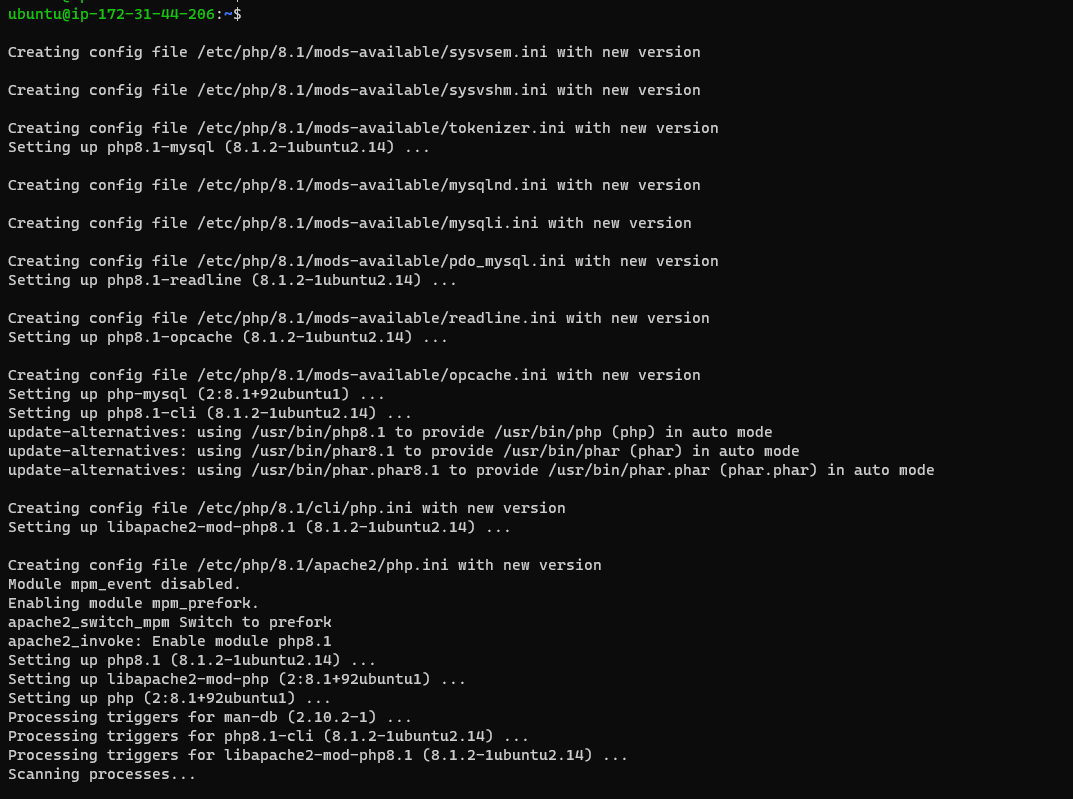 ubuntu@ip-172-31-44-206:~$
Creating config file /etc/php/8.1/mods-available/sysvsem.ini with new version
Creating config file /etc/php/8.1/mods-available/sysvshm.ini with new version
Creating config file /etc/php/8.1/mods-available/tokenizer.ini with new version
Setting up php8.1-mysql (8.1.2-1ubuntu2.14) ...
Creating config file /etc/php/8.1/mods-available/mysqlnd.ini with new version
Creating config file /etc/php/8.1/mods-available/mysqli.ini with new version
Creating config file /etc/php/8.1/mods-available/pdo_mysql.ini with new version
Setting up php8.1-readline (8.1.2-1ubuntu2.14) ...
Creating config file /etc/php/8.1/mods-available/readline.ini with new version
Setting up php8.1-opcache (8.1.2-1ubuntu2.14) ...
Creating config file /etc/php/8.1/mods-available/opcache.ini with new version
Setting up php-mysql (2:8.1+92ubuntu1) ...
Setting up php8.1-cli (8.1.2-1ubuntu2.14) ...
update-alternatives: using /usr/bin/php8.1 to provide /usr/bin/php (php) in auto mode
update-alternatives: using /usr/bin/phar8.1 to provide /usr/bin/phar (phar) in auto mode
update-alternatives: using /usr/bin/phar.phar8.1 to provide /usr/bin/phar.phar (phar.phar) in auto mode
Creating config file /etc/php/8.1/cli/php.ini with new version
Setting up libapache2-mod-php8.1 (8.1.2-1ubuntu2.14) ...
Creating config file /etc/php/8.1/apache2/php.ini with new version
Module mpm_event disabled.
Enabling module mpm_prefork.
apache2_switch_mpm Switch to prefork
apache2_invoke: Enable module php8.1
Setting up php8.1 (8.1.2-1ubuntu2.14) ...
Setting up libapache2-mod-php (2:8.1+92ubuntu1) ...
Setting up php (2:8.1+92ubuntu1) ...
Processing triggers for man-db (2.10.2-1) ...
Processing triggers for php8.1-cli (8.1.2-1ubuntu2.14) ...
Processing triggers for libapache2-mod-php8.1 (8.1.2-1ubuntu2.14) ...
Scanning processes...